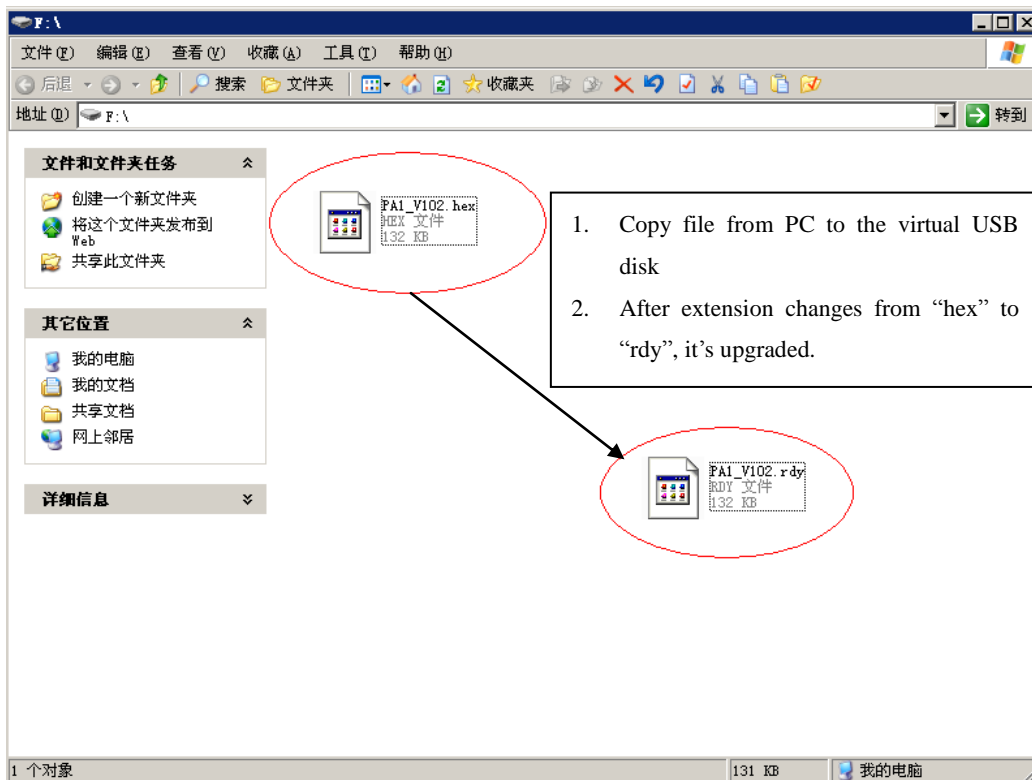 F:\
文件(F) 编辑(E) 查看(V) 收藏(A) 工具(T) 帮助(H)
后退 搜索 文件夹 收藏夹
地址(D) F:\ 转到
文件和文件夹任务
创建一个新文件夹
将这个文件夹发布到
Web
共享此文件夹
其它位置
我的电脑
我的文档
共享文档
网上邻居
详细信息
PA1_V102.hex
HEX 文件
132 KB
1. Copy file from PC to the virtual USB
disk
2. After extension changes from “hex” to
“rdy”, it’s upgraded.
PA1_V102.rdy
RDY 文件
132 KB
1 个对象 131 KB 我的电脑